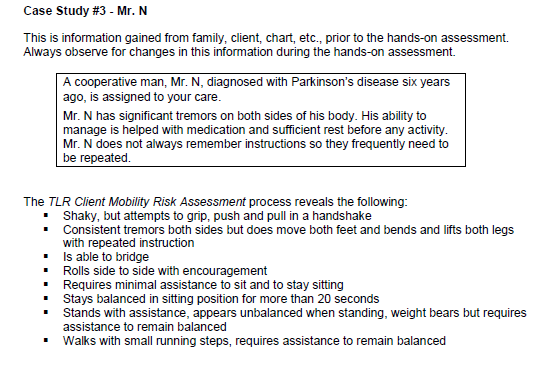 Case Study #3 - Mr. N
This is information gained from family, client, chart, etc., prior to the hands-on assessment.
Always observe for changes in this information during the hands-on assessment.
A cooperative man, Mr. N, diagnosed with Parkinson's disease six years
ago, is assigned to your care.
Mr. N has significant tremors on both sides of his body. His ability to
manage is helped with medication and sufficient rest before any activity.
Mr. N does not always remember instructions so they frequently need to
be repeated.
The TLR Client Mobility Risk Assessment process reveals the following:
▪ Shaky, but attempts to grip, push and pull in a handshake
▪ Consistent tremors both sides but does move both feet and bends and lifts both legs
with repeated instruction
▪ Is able to bridge
▪ Rolls side to side with encouragement
▪ Requires minimal assistance to sit and to stay sitting
▪ Stays balanced in sitting position for more than 20 seconds
▪ Stands with assistance, appears unbalanced when standing, weight bears but requires
assistance to remain balanced
▪ Walks with small running steps, requires assistance to remain balanced